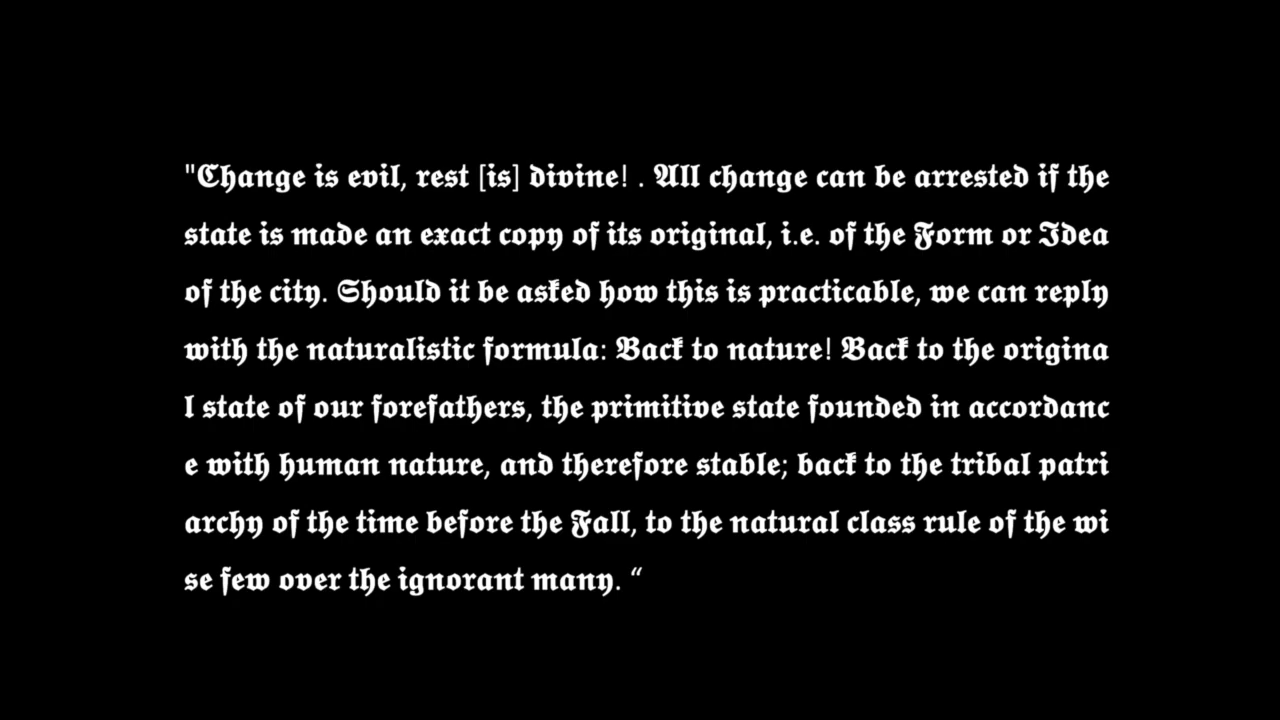 "Change is evil, rest [is] divine! . All change can be arrested if the
state is made an exact copy of its original, i.e. of the Form or Idea
of the city. Should it be asked how this is practicable, we can reply
with the naturalistic formula: Back to nature! Back to the origina
l state of our forefathers, the primitive state founded in accordanc
e with human nature, and therefore stable; back to the tribal patri
archy of the time before the Fall, to the natural class rule of the wi
se few over the ignorant many. “